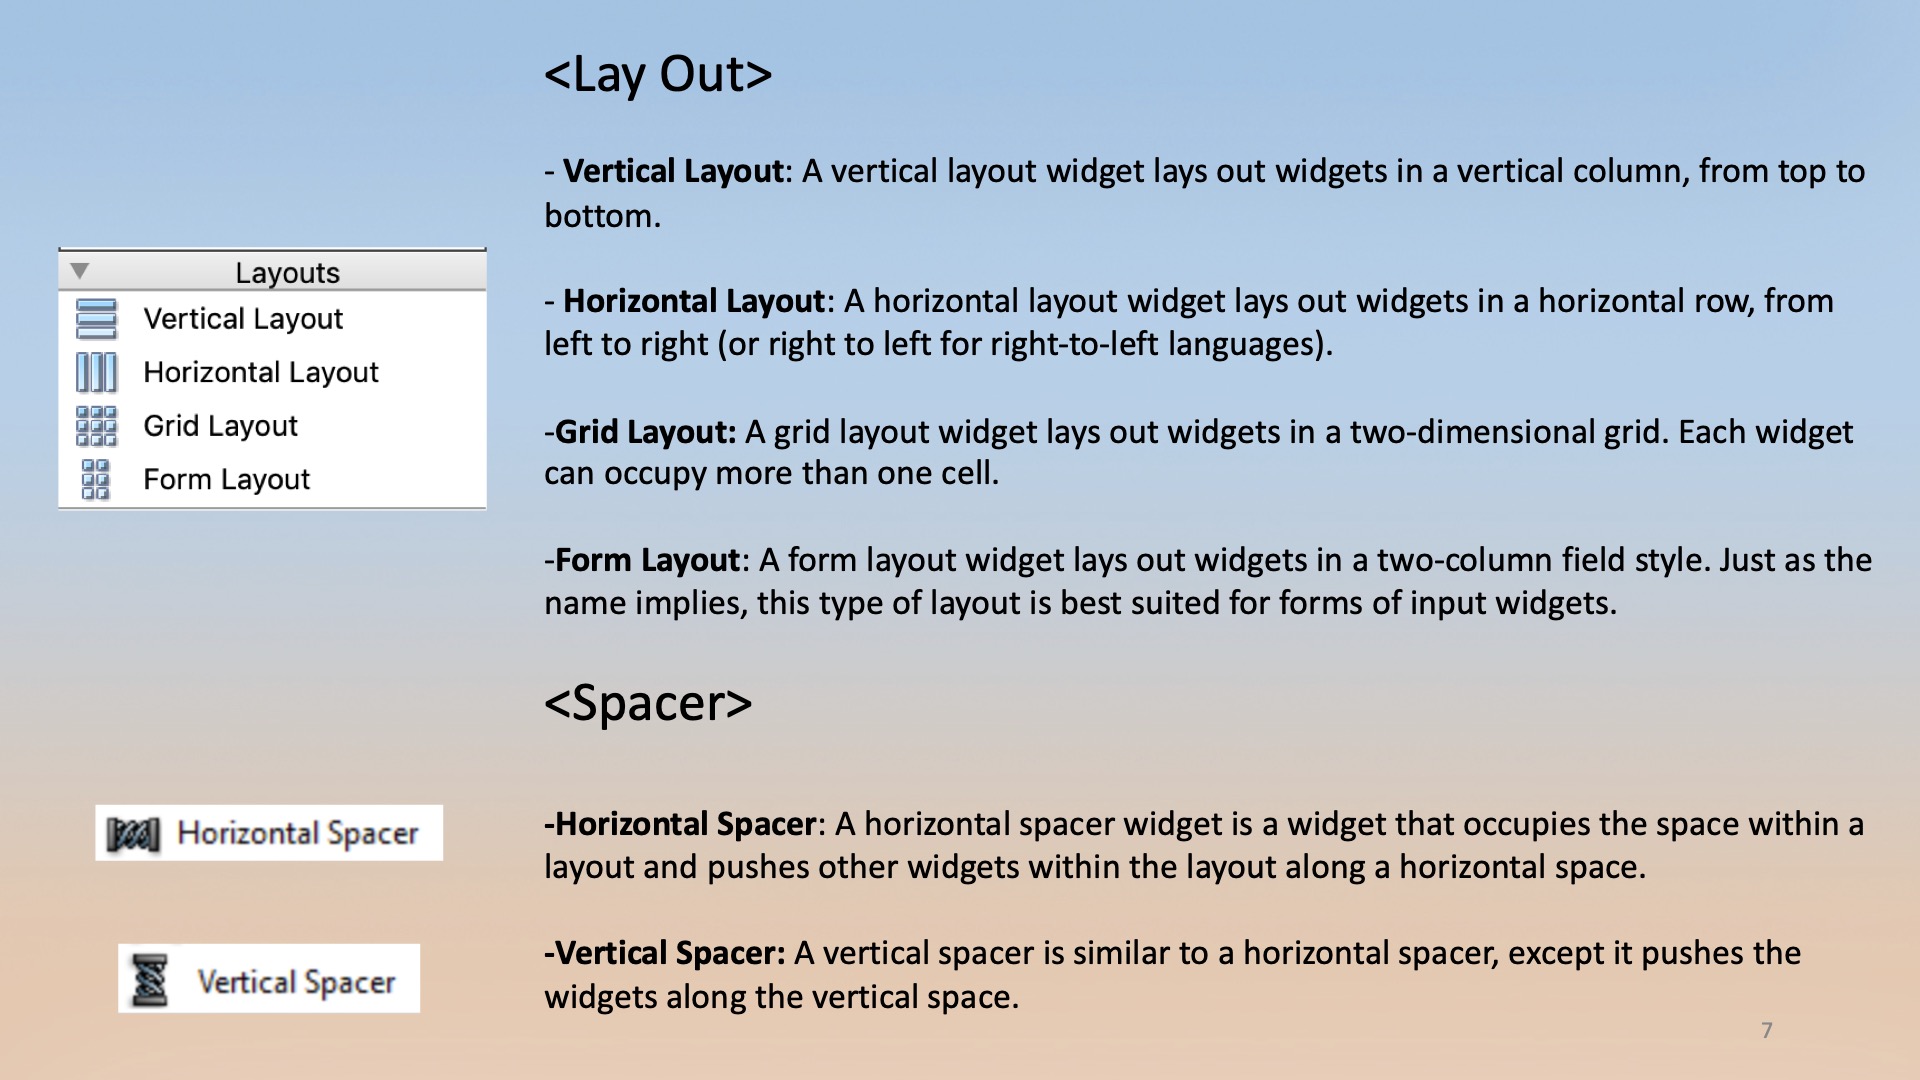 <Lay Out>
- Vertical Layout: A vertical layout widget lays out widgets in a vertical column, from top to
bottom.
Layouts
Vertical Layout
Horizontal Layout
Grid Layout
Form Layout
- Horizontal Layout: A horizontal layout widget lays out widgets in a horizontal row, from
left to right (or right to left for right-to-left languages).
-Grid Layout: A grid layout widget lays out widgets in a two-dimensional grid. Each widget
can occupy more than one cell.
-Form Layout: A form layout widget lays out widgets in a two-column field style. Just as the
name implies, this type of layout is best suited for forms of input widgets.
<Spacer>
Horizontal Spacer
-Horizontal Spacer: A horizontal spacer widget is a widget that occupies the space within a
layout and pushes other widgets within the layout along a horizontal space.
Vertical Spacer
-Vertical Spacer: A vertical spacer is similar to a horizontal spacer, except it pushes the
widgets along the vertical space.
7